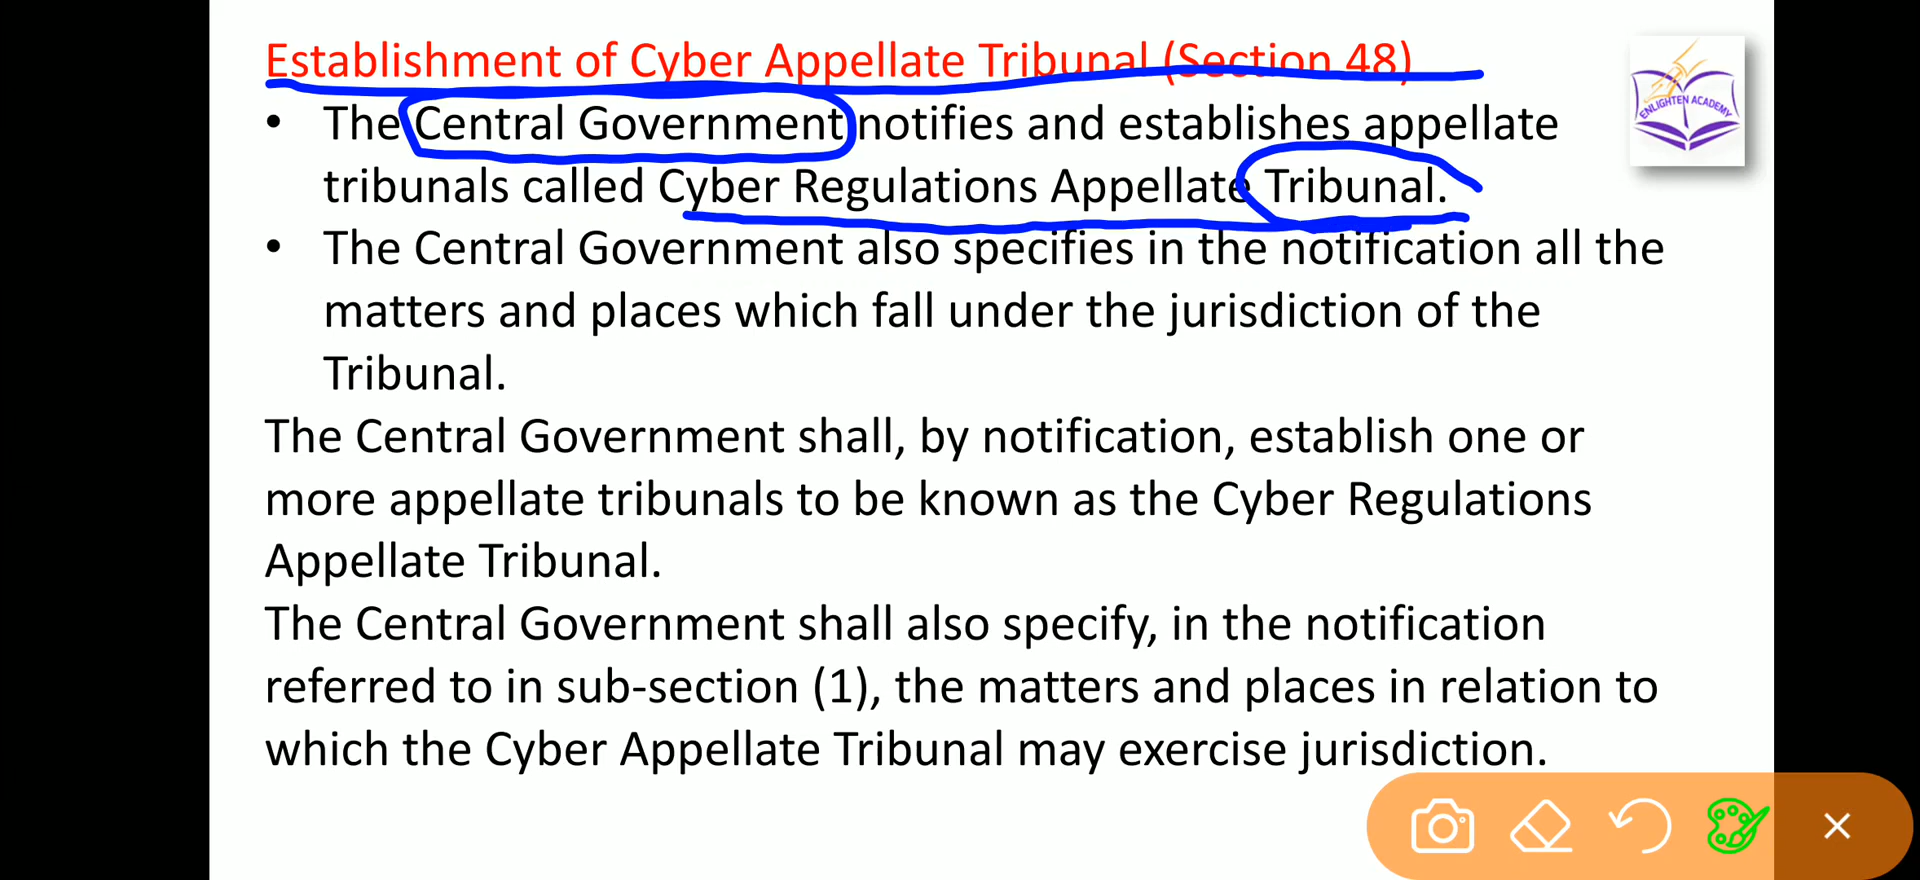 Establishment of Cyber Appellate Tribunal (Section 48)
• The Central Government notifies and establishes appellate
tribunals called Cyber Regulations Appellate Tribunal.
• The Central Government also specifies in the notification all the
matters and places which fall under the jurisdiction of the
Tribunal.
The Central Government shall, by notification, establish one or
more appellate tribunals to be known as the Cyber Regulations
Appellate Tribunal.
The Central Government shall also specify, in the notification
referred to in sub-section (1), the matters and places in relation to
which the Cyber Appellate Tribunal may exercise jurisdiction.
ENLIGHTEN ACADEMY